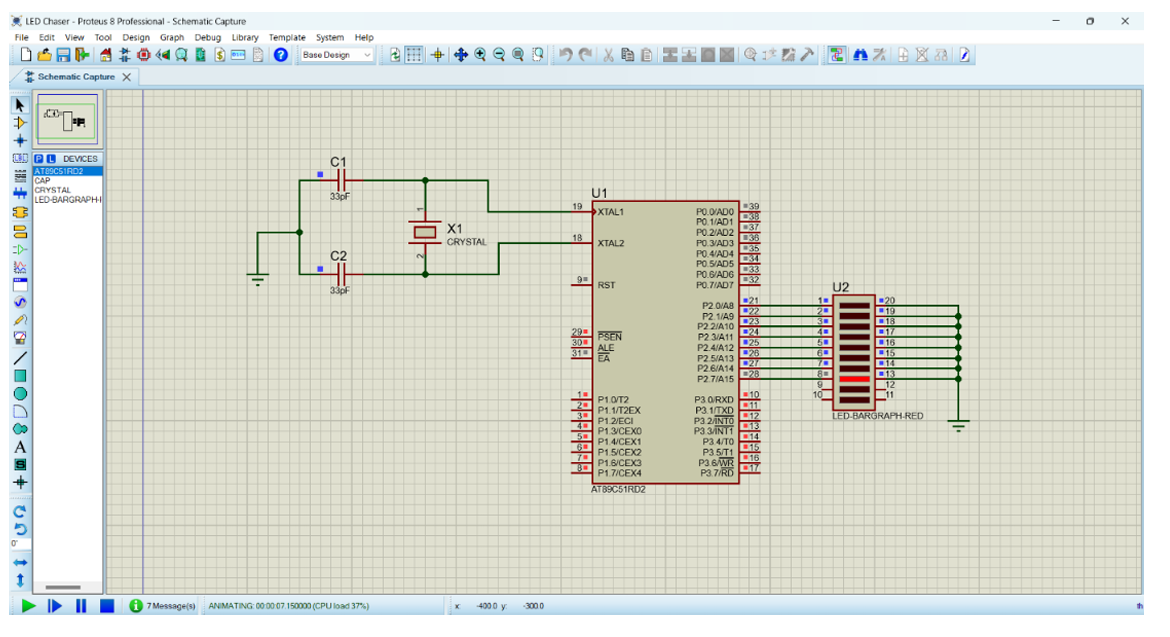 LED Chaser - Proteus 8 Professional - Schematic Capture
File Edit View Tool Design Graph Debug Library Template System Help
Base Design
Schematic Capture
P L DEVICES
AT89C51RD2
CAP
CRYSTAL
LED-BARGRAPH-
C1
33pF
1
X1
CRYSTAL
2
C2
33pF
U1
19 XTAL1
18 XTAL2
9 RST
29 PSEN
30 ALE
31 EA
1 P1.0/T2
2 P1.1/T2EX
3 P1.2/ECI
4 P1.3/CEX0
5 P1.4/CEX1
6 P1.5/CEX2
7 P1.6/CEX3
8 P1.7/CEX4
P0.0/AD0 39
P0.1/AD1 38
P0.2/AD2 37
P0.3/AD3 36
P0.4/AD4 35
P0.5/AD5 34
P0.6/AD6 33
P0.7/AD7 32
P2.0/A8 21
P2.1/A9 22
P2.2/A10 23
P2.3/A11 24
P2.4/A12 25
P2.5/A13 26
P2.6/A14 27
P2.7/A15 28
P3.0/RXD 10
P3.1/TXD 11
P3.2/INT0 12
P3.3/INT1 13
P3.4/T0 14
P3.5/T1 15
P3.6/WR 16
P3.7/RD 17
AT89C51RD2
U2
1 20
2 19
3 18
4 17
5 16
6 15
7 14
8 13
9 12
10 11
LED-BARGRAPH-RED
7 Message(s)
ANIMATING: 00:00:07.150000 (CPU load 37%)
x: -400.0 y: -300.0
th